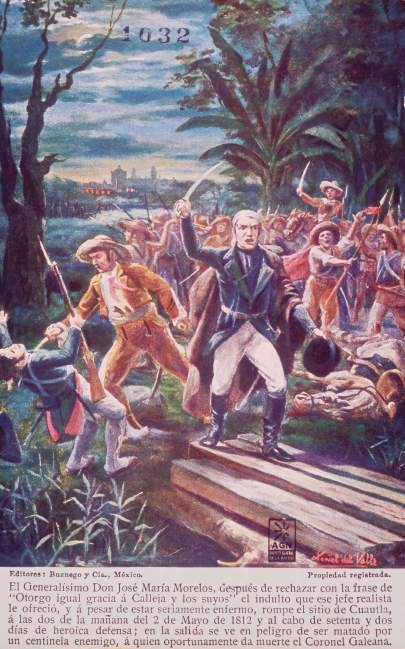 1032
AGN
Leonel del Valle
Editores: Buznego y Cía., México. Propiedad registrada.
El Generalísimo Don José María Morelos, después de rechazar con la frase de
"Otorgo igual gracia á Calleja y los suyos" el indulto que ese jefe realista
le ofreció, y á pesar de estar seriamente enfermo, rompe el sitio de Cuautla,
á las dos de la mañana del 2 de Mayo de 1812 y al cabo de setenta y dos
días de heroica defensa; en la salida se ve en peligro de ser matado por
un centinela enemigo, á quien oportunamente da muerte el Coronel Galeana.